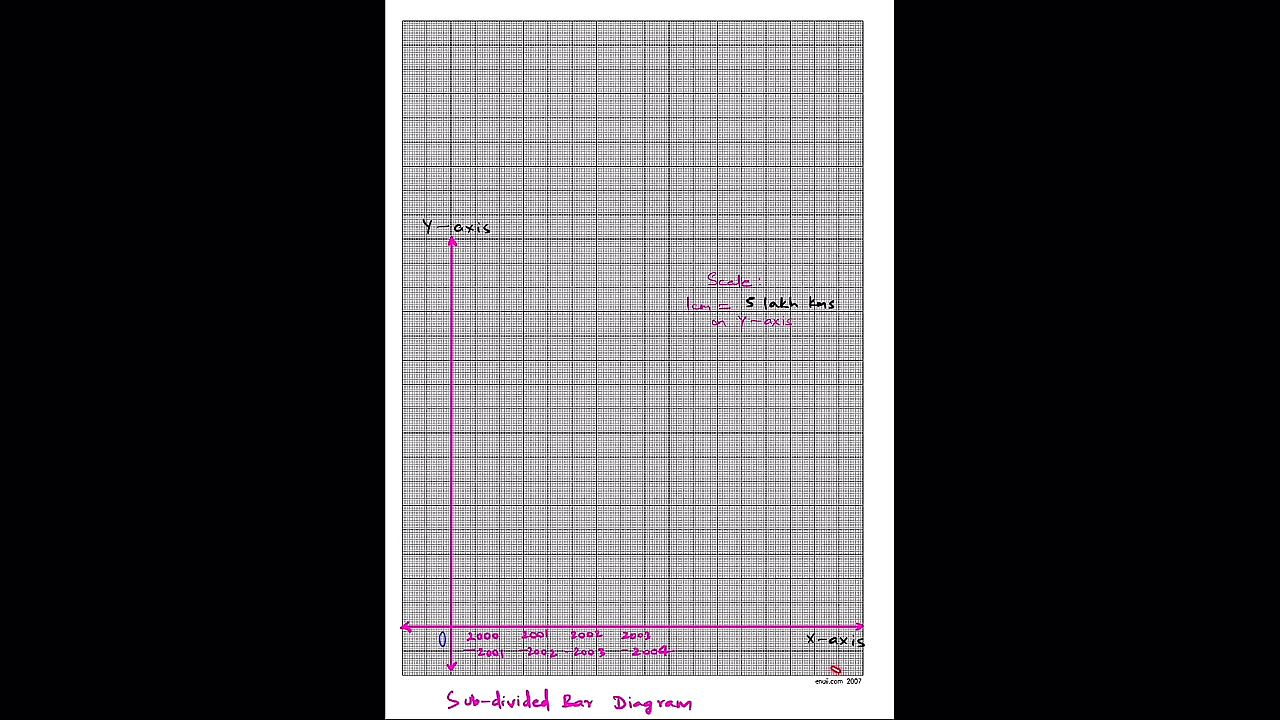 Y-axis
Scale:
1cm = 5 lakh kms
on Y-axis
0
2000 2001 2002 2003
-2001 -2002 -2003 -2004
X-axis
enuii.com 2007
Sub-divided Bar Diagram